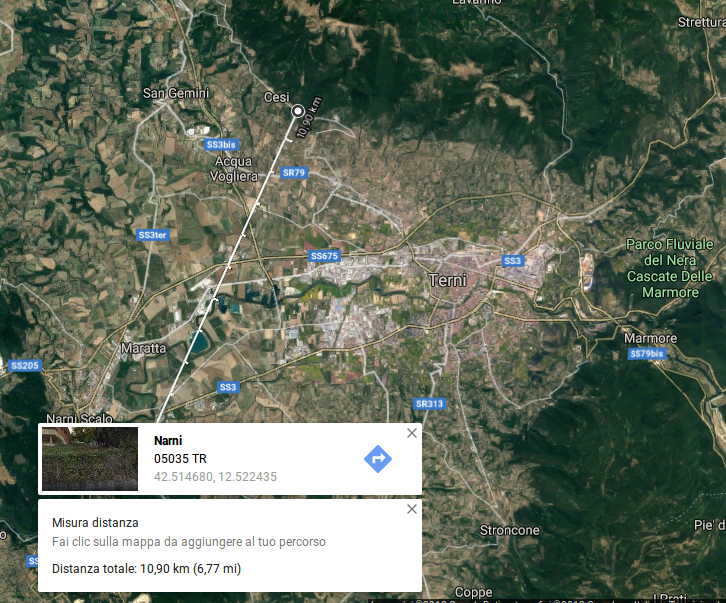 Lavanno
Strettura
San Gemini
Cesi
10,90 km
SS3bis
Acqua
Vogliera
SR79
SS3ter
SS675
Terni
SS3
Parco Fluviale
del Nera
Cascate Delle
Marmore
Maratta
Marmore
SS79bis
SS205
SS3
SR313
Narni Scalo
Narni
05035 TR
42.514680, 12.522435
Misura distanza
Fai clic sulla mappa da aggiungere al tuo percorso
Distanza totale: 10,90 km (6,77 mi)
Stroncone
Pie' d
Coppe
I Prati